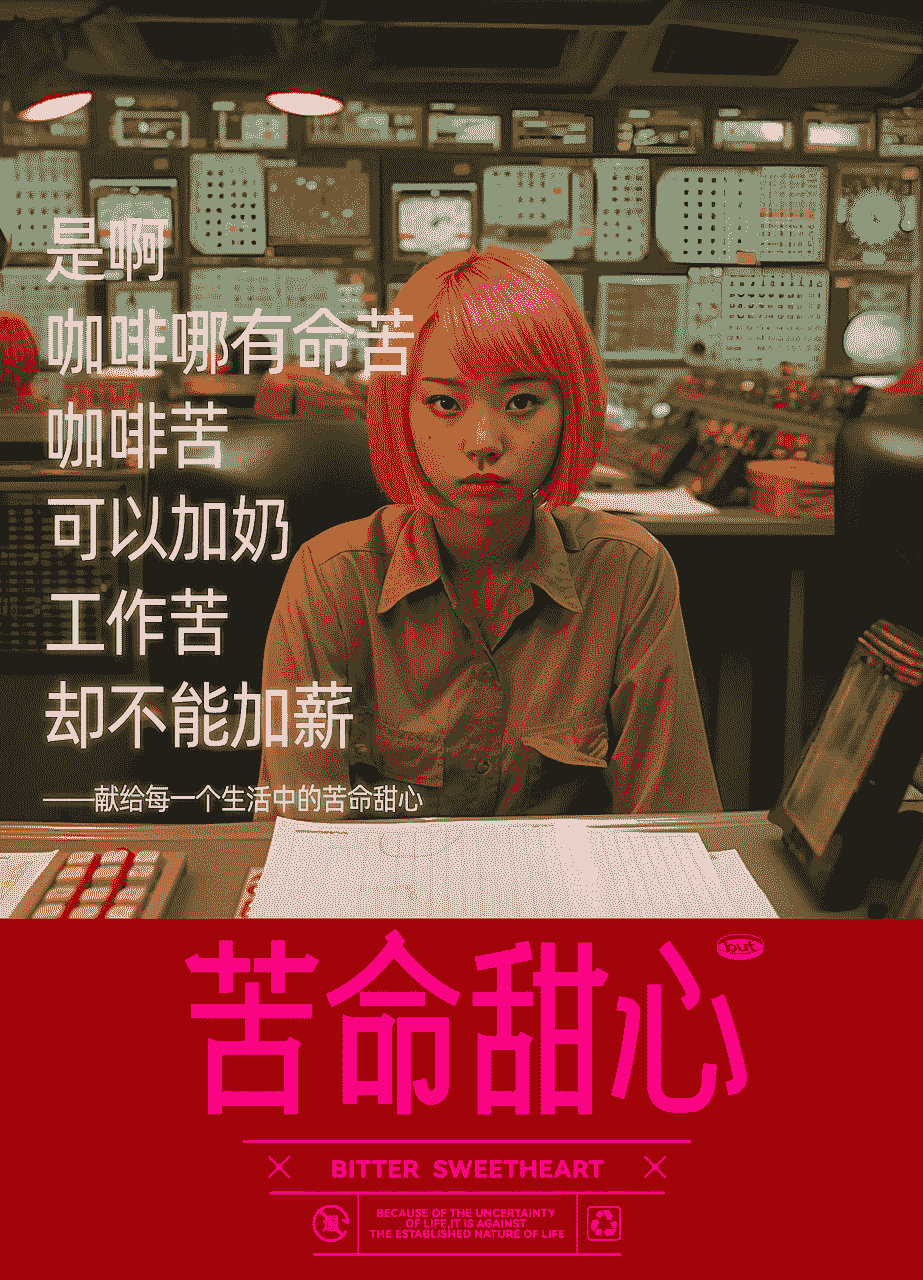 是啊
咖啡哪有命苦
咖啡苦
可以加奶
工作苦
却不能加薪
——献给每一个生活中的苦命甜心
苦命甜心
but
BITTER SWEETHEART
BECAUSE OF THE UNCERTAINTY
OF LIFE,IT IS AGAINST
THE ESTABLISHED NATURE OF LIFE